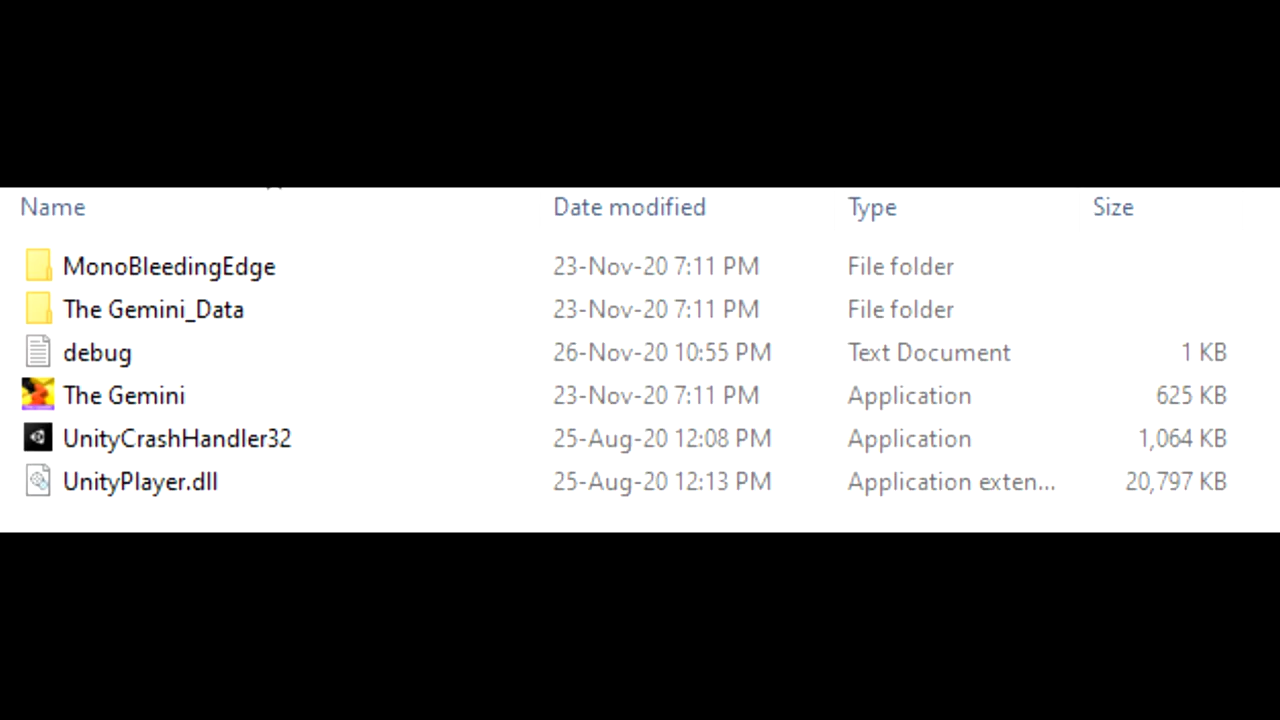 Name Date modified Type Size
MonoBleedingEdge 23-Nov-20 7:11 PM File folder
The Gemini_Data 23-Nov-20 7:11 PM File folder
debug 26-Nov-20 10:55 PM Text Document 1 KB
The Gemini 23-Nov-20 7:11 PM Application 625 KB
UnityCrashHandler32 25-Aug-20 12:08 PM Application 1,064 KB
UnityPlayer.dll 25-Aug-20 12:13 PM Application exten... 20,797 KB